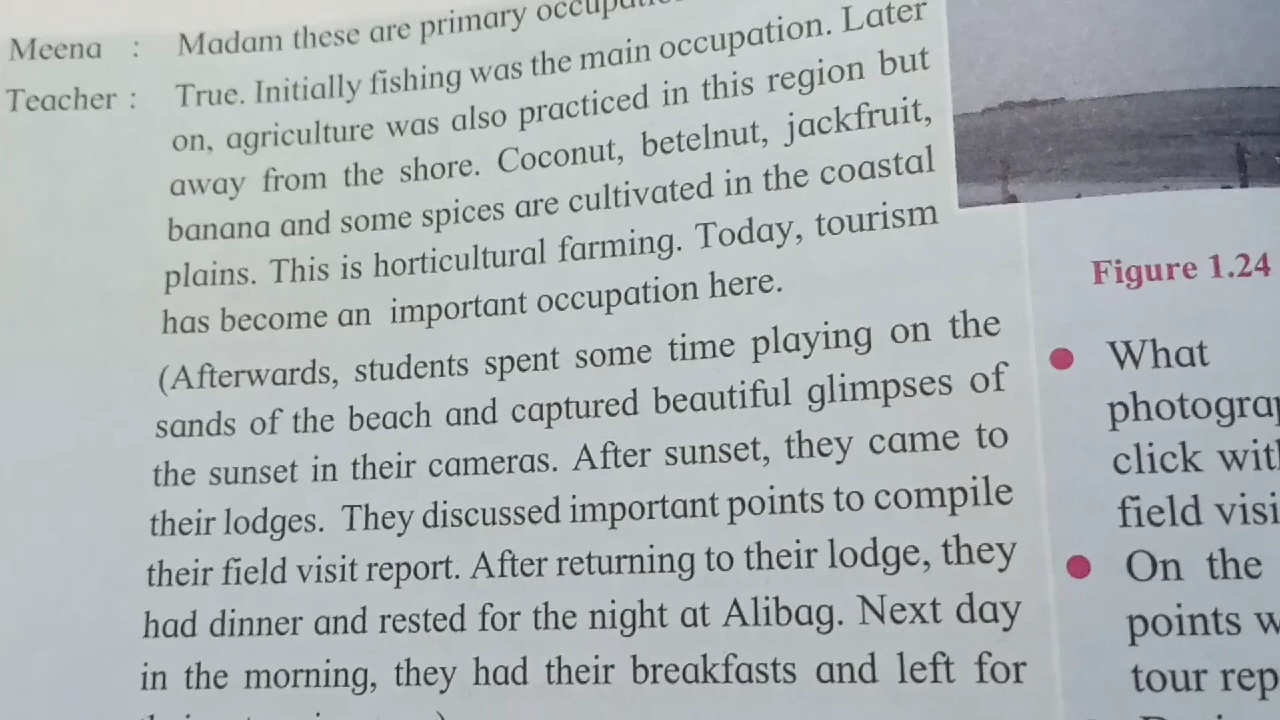 Meena : Madam these are primary
Teacher : True. Initially fishing was the main occupation. Later
on, agriculture was also practiced in this region but
away from the shore. Coconut, betelnut, jackfruit,
banana and some spices are cultivated in the coastal
plains. This is horticultural farming. Today, tourism
has become an important occupation here.
(Afterwards, students spent some time playing on the
sands of the beach and captured beautiful glimpses of
the sunset in their cameras. After sunset, they came to
their lodges. They discussed important points to compile
their field visit report. After returning to their lodge, they
had dinner and rested for the night at Alibag. Next day
in the morning, they had their breakfasts and left for
Figure 1.24
● What
click
field
● On the
points
tour